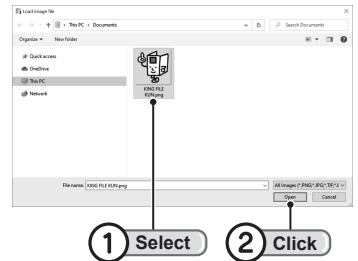 Load image file
This PC > Documents
Search Documents
Organize New folder
Quick access
OneDrive
This PC
Network
KING FILE
KUN.png
File name: KING FILE KUN.png
All Images (*.PNG;*.JPG;*.TIF;*.
Open Cancel
1 Select 2 Click